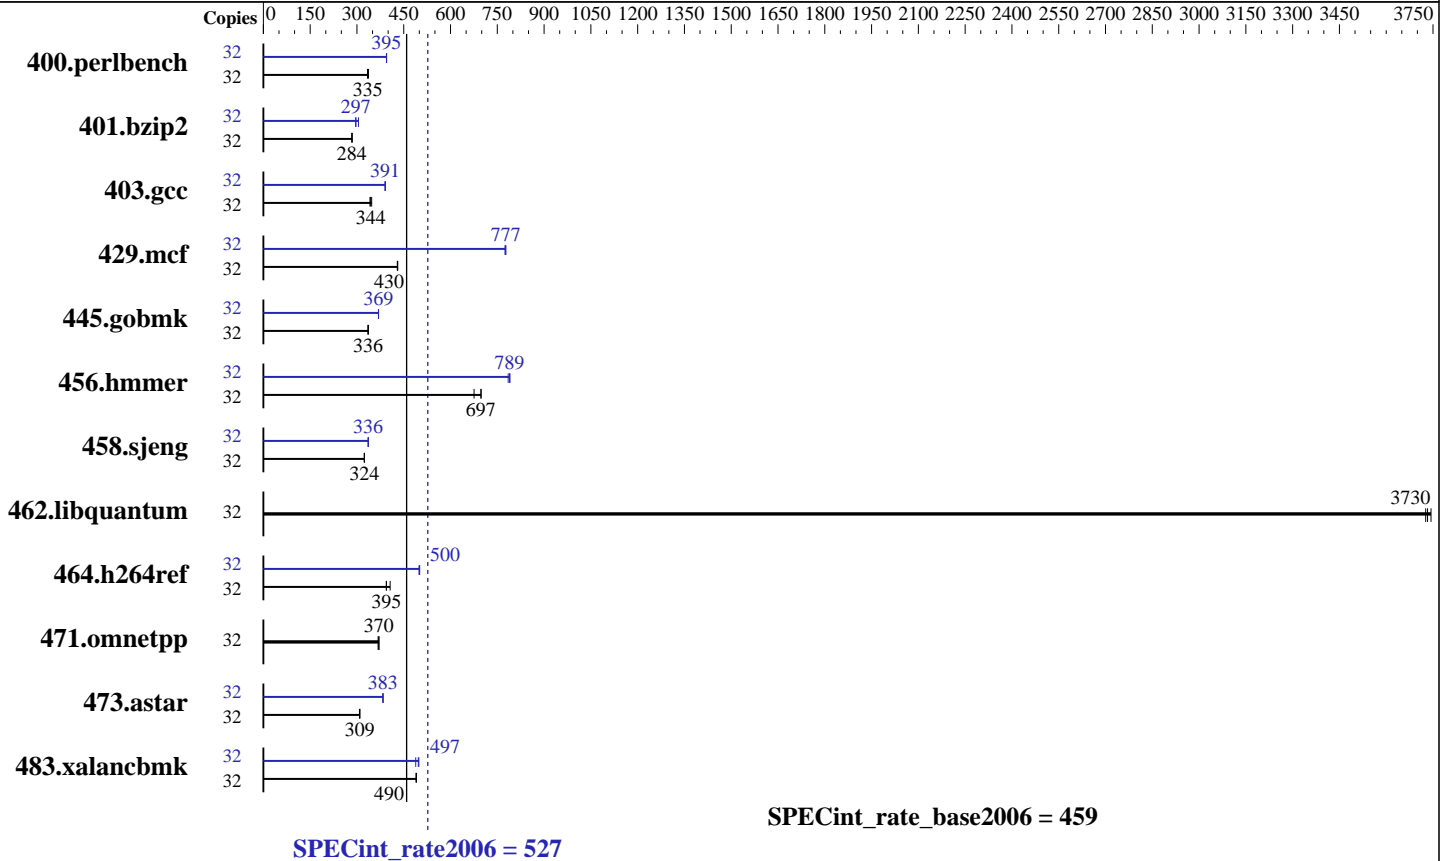 Copies 0 150 300 450 600 750 900 1050 1200 1350 1500 1650 1800 1950 2100 2250 2400 2550 2700 2850 3000 3150 3300 3450 3750
400.perlbench 32 395
32 335
401.bzip2 32 297
32 284
403.gcc 32 391
32 344
429.mcf 32 777
32 430
445.gobmk 32 369
32 336
456.hmmer 32 789
32 697
458.sjeng 32 336
32 324
462.libquantum 32 3730
464.h264ref 32 500
32 395
471.omnetpp 32 370
473.astar 32 383
32 309
483.xalancbmk 32 497
32 490
SPECint_rate_base2006 = 459
SPECint_rate2006 = 527